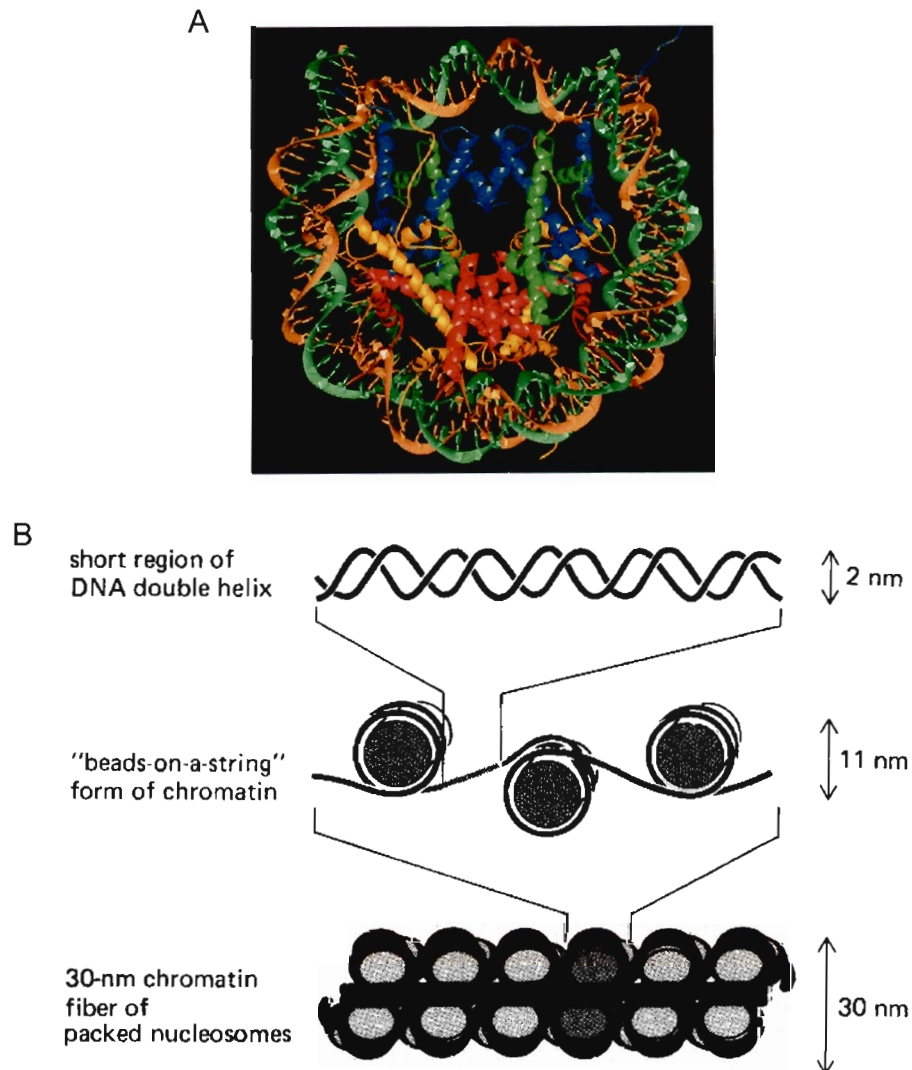 A
B
short region of
DNA double helix
2 nm
"beads-on-a-string"
form of chromatin
11 nm
30-nm chromatin
fiber of
packed nucleosomes
30 nm